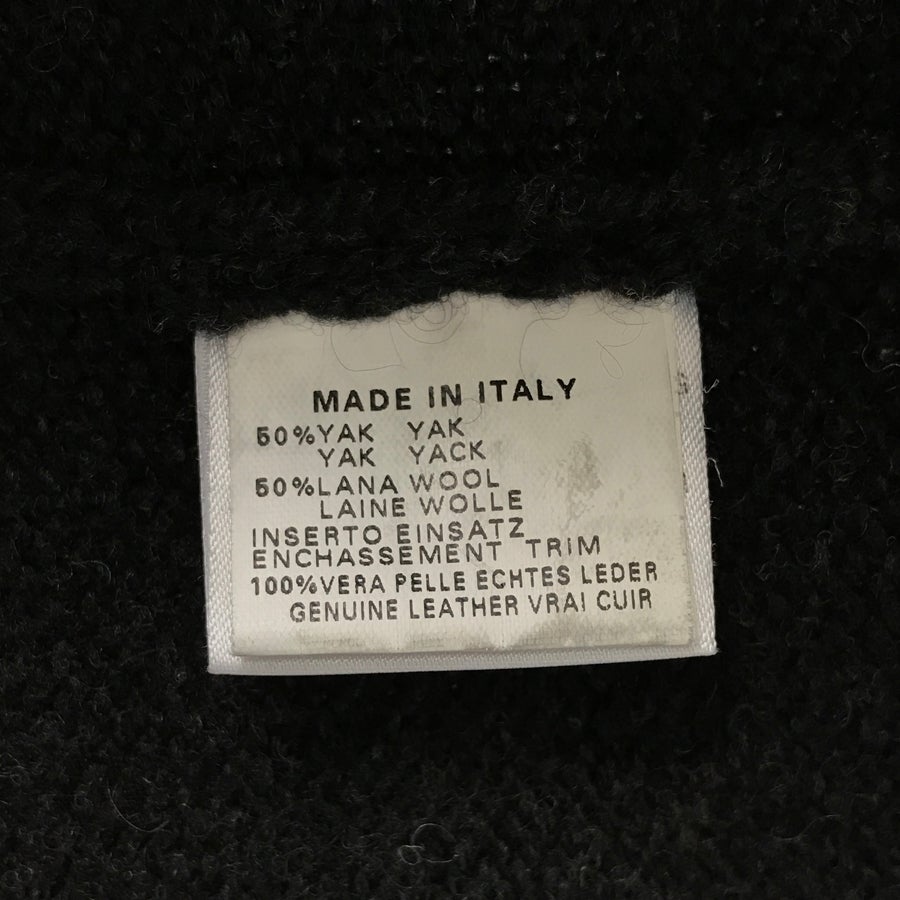 MADE IN ITALY
50%YAK YAK
YAK YACK
50%LANA WOOL
LAINE WOLLE
INSERTO EINSATZ
ENCHASSEMENT TRIM
100%VERA PELLE ECHTES LEDER
GENUINE LEATHER VRAI CUIR